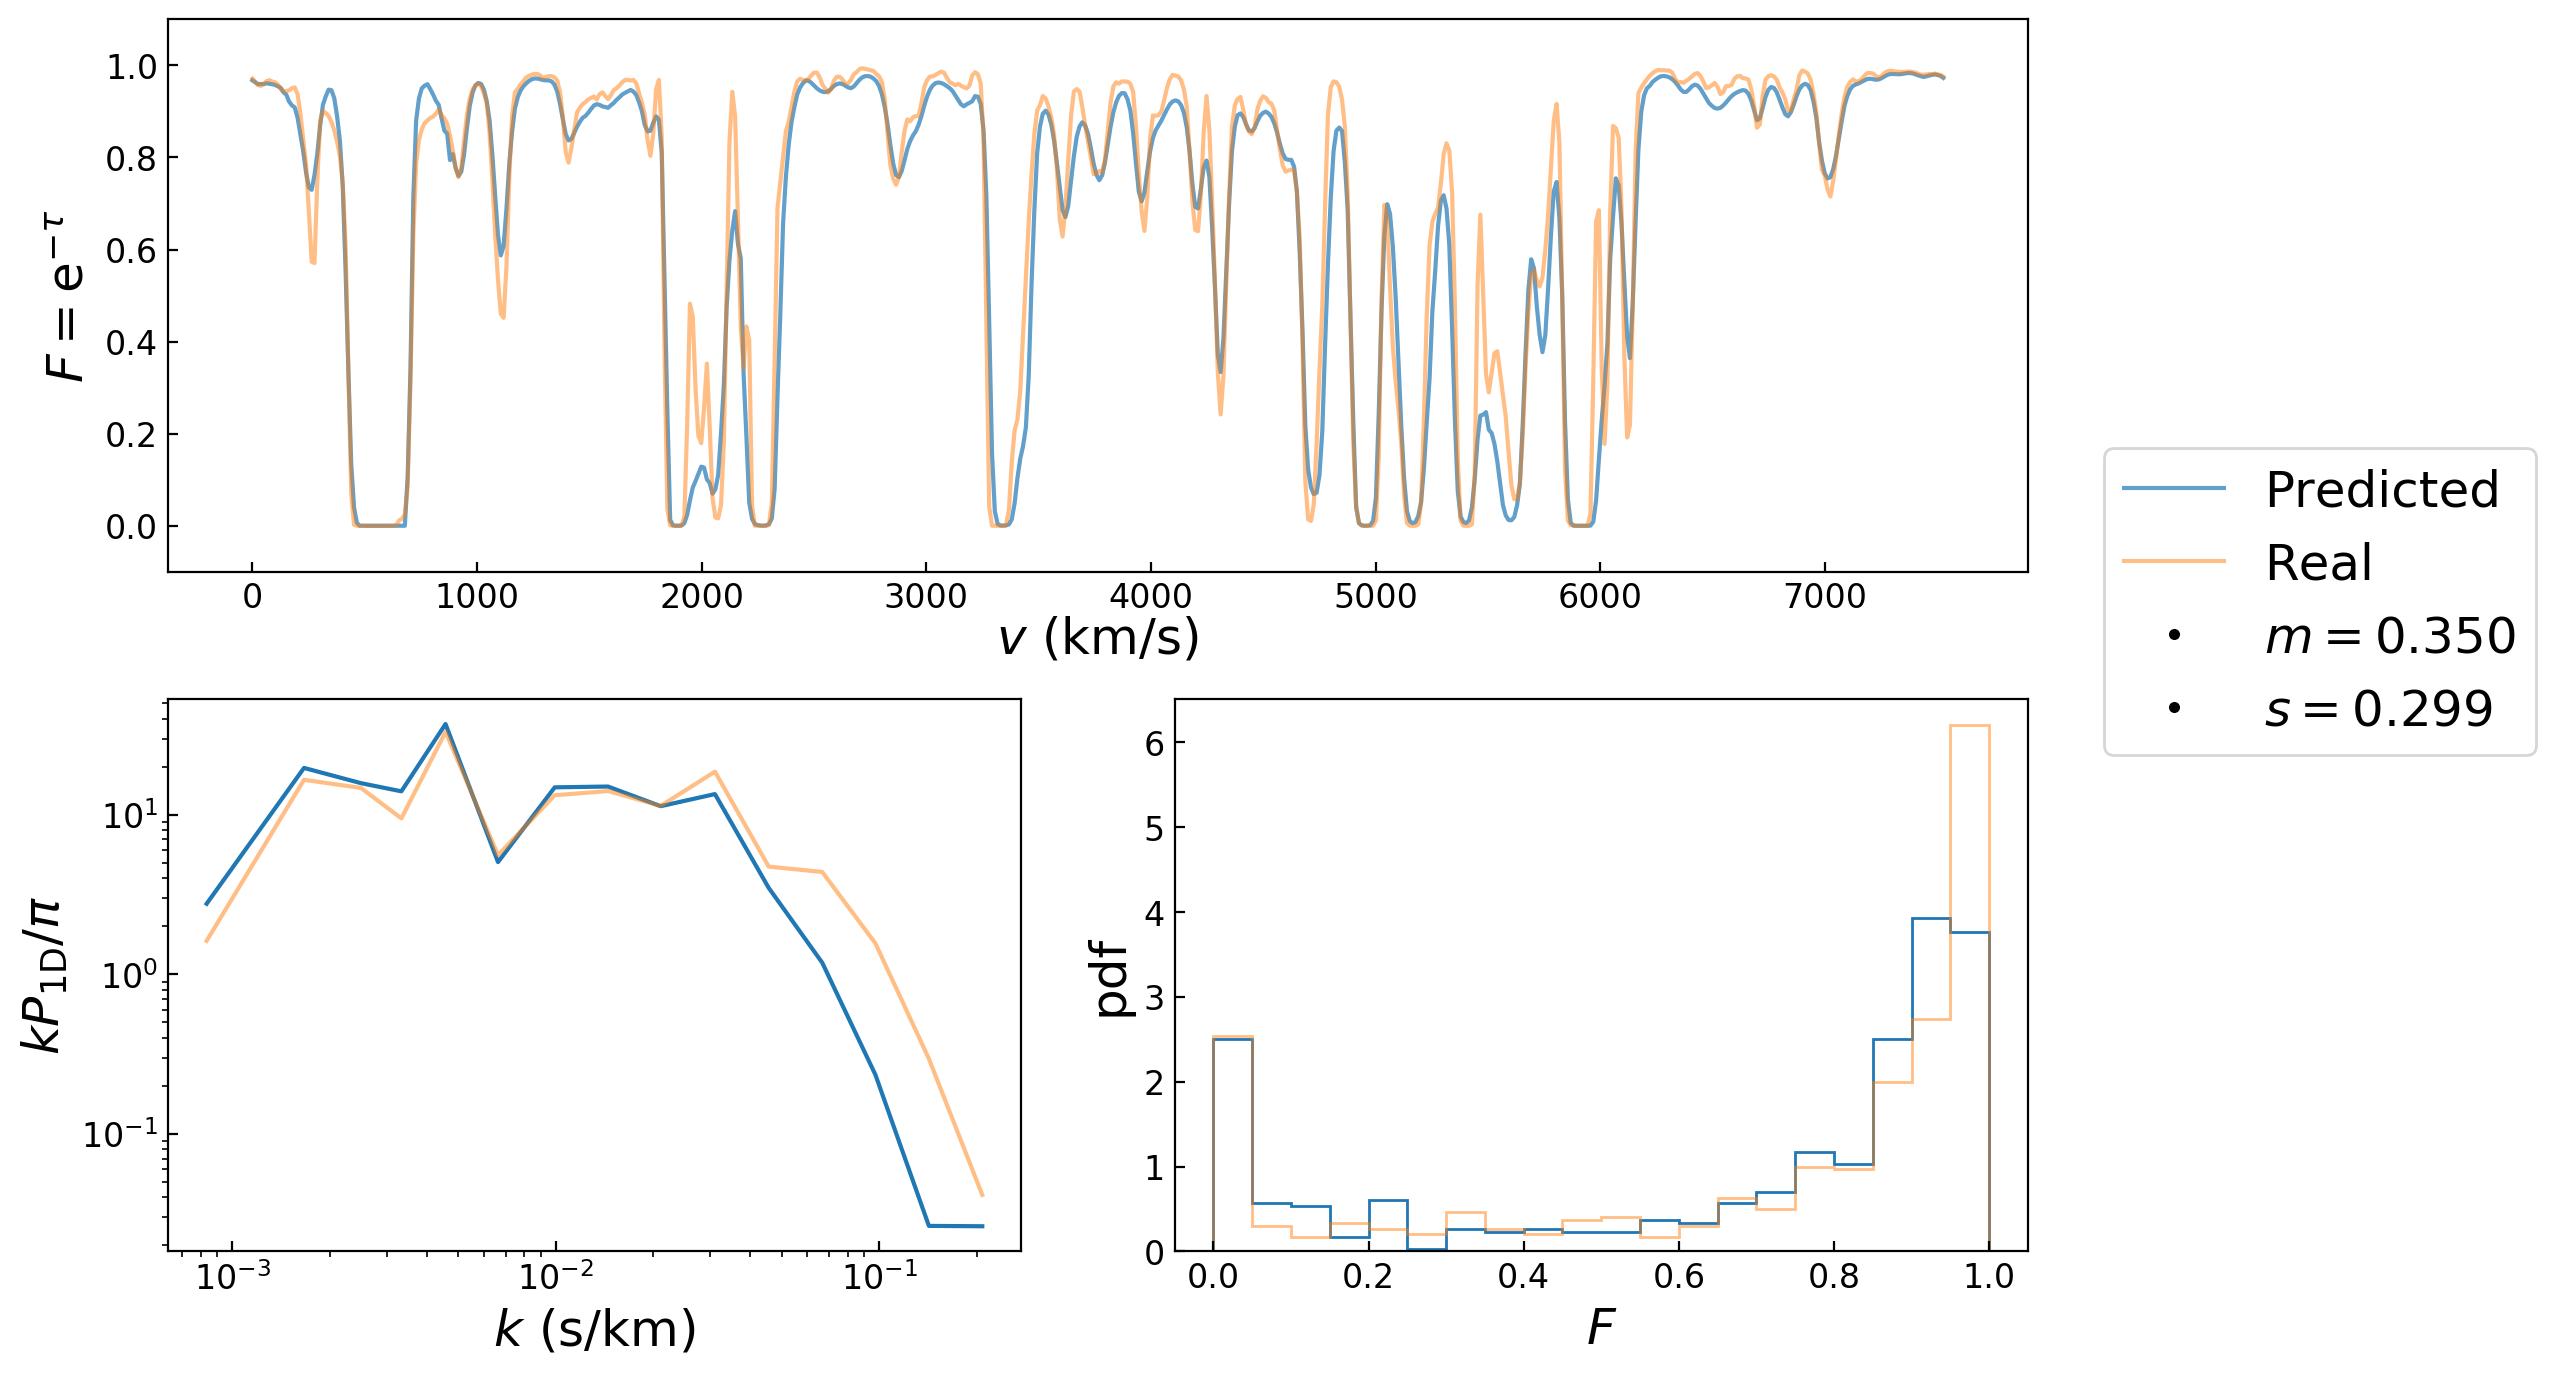 1.0
0.8
0.6
0.4
0.2
0.0
F = e^{−τ}
0 1000 2000 3000 4000 5000 6000 7000
v (km/s)
Predicted
Real
m = 0.350
s = 0.299
10^1
10^0
10^{−1}
kP_{1D}/π
10^{−3} 10^{−2} 10^{−1}
k (s/km)
6
5
4
3
2
1
0
pdf
0.0 0.2 0.4 0.6 0.8 1.0
F